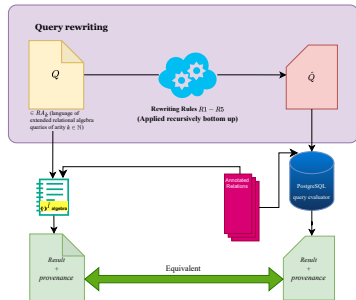 Query rewriting
Q
Q̂
∈ RAₖ (language of
extended relational algebra
queries of arity k ∈ ℕ)
Rewriting Rules R1 − R5
(Applied recursively bottom up)
Annotated
Relations
PostgreSQL
query evaluator
algebra
Result
+
provenance
Equivalent
Result
+
provenance